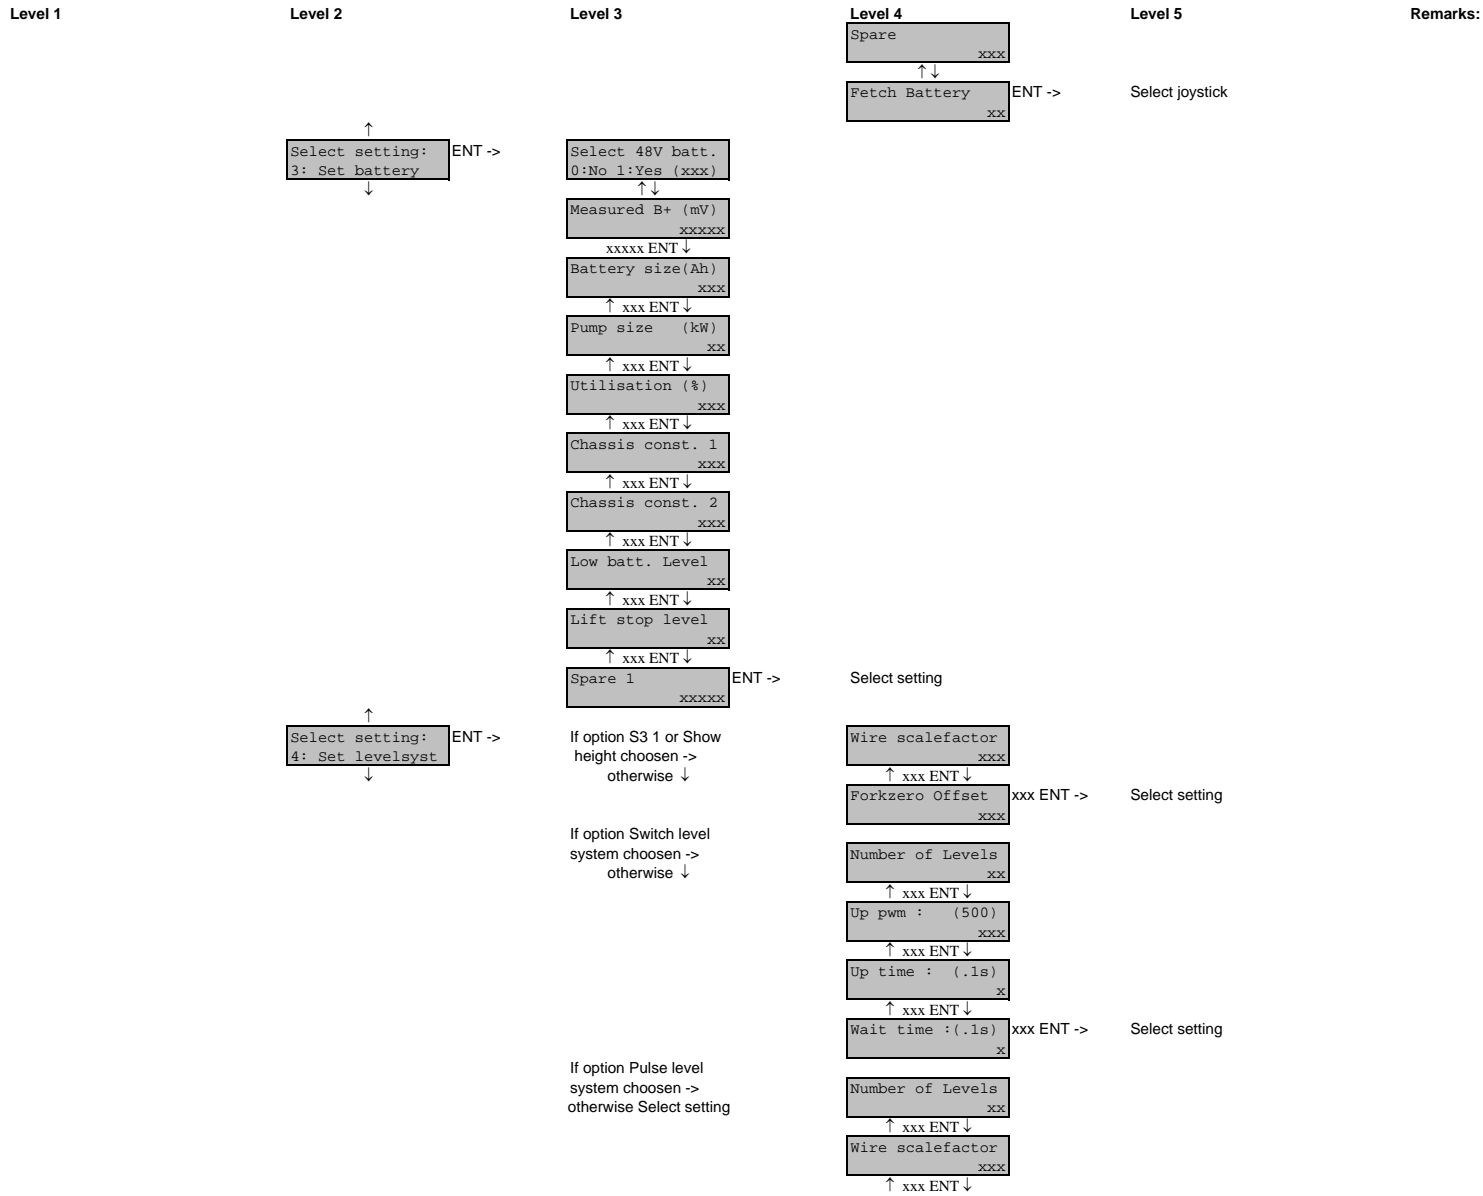 Level 1 Level 2 Level 3 Level 4 Level 5 Remarks:
Spare
xxx
↑↓
Fetch Battery ENT -> Select joystick
xx
↑
Select setting: ENT -> Select 48V batt.
3: Set battery 0:No 1:Yes (xxx)
↓ ↑↓
Measured B+ (mV)
xxxxx
xxxxx ENT ↓
Battery size(Ah)
xxx
↑ xxx ENT ↓
Pump size (kW)
xx
↑ xxx ENT ↓
Utilisation (%)
xxx
↑ xxx ENT ↓
Chassis const. 1
xxx
↑ xxx ENT ↓
Chassis const. 2
xxx
↑ xxx ENT ↓
Low batt. Level
xx
↑ xxx ENT ↓
Lift stop level
xx
↑ xxx ENT ↓
Spare 1 ENT -> Select setting
xxxxx
↑
Select setting: ENT -> If option S3 1 or Show Wire scalefactor
4: Set levelsyst height choosen -> xxx
↓ otherwise ↓ ↑ xxx ENT ↓
Forkzero Offset xxx ENT -> Select setting
xxx
If option Switch level
system choosen -> Number of Levels
otherwise ↓ xx
↑ xxx ENT ↓
Up pwm : (500)
xxx
↑ xxx ENT ↓
Up time : (.1s)
x
↑ xxx ENT ↓
Wait time :(.1s) xxx ENT -> Select setting
x
If option Pulse level
system choosen -> Number of Levels
otherwise Select setting xx
↑ xxx ENT ↓
Wire scalefactor
xxx
↑ xxx ENT ↓